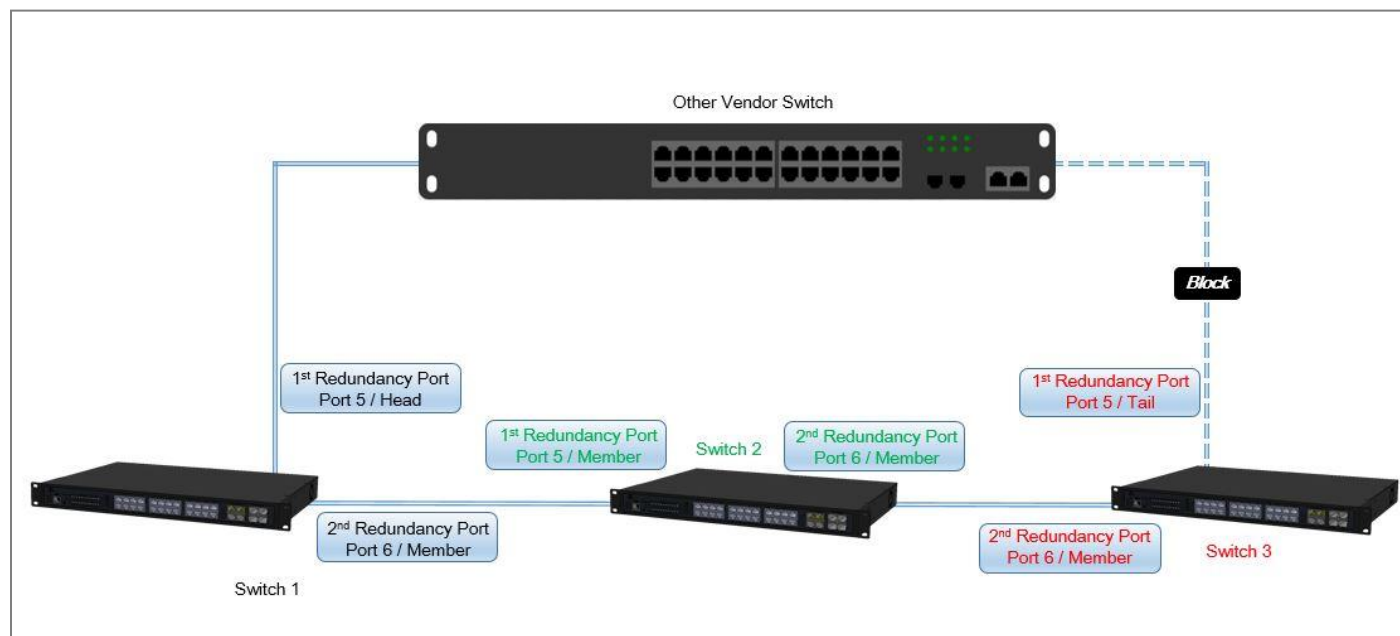 Other Vendor Switch
Block
1st Redundancy Port
Port 5 / Head
1st Redundancy Port
Port 5 / Tail
1st Redundancy Port
Port 5 / Member
Switch 2
2nd Redundancy Port
Port 6 / Member
2nd Redundancy Port
Port 6 / Member
2nd Redundancy Port
Port 6 / Member
Switch 3
Switch 1